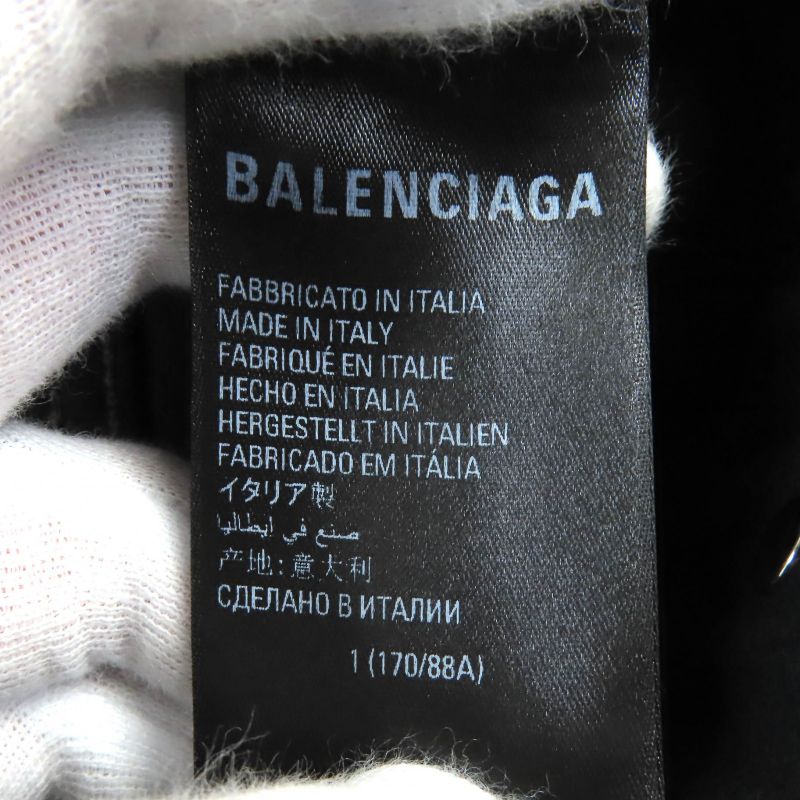 BALENCIAGA
FABBRICATO IN ITALIA
MADE IN ITALY
FABRIQUÉ EN ITALIE
HECHO EN ITALIA
HERGESTELLT IN ITALIEN
FABRICADO EM ITÁLIA
イタリア製
صنع في إيطاليا
产地:意大利
СДЕЛАНО В ИТАЛИИ
1 (170/88A)